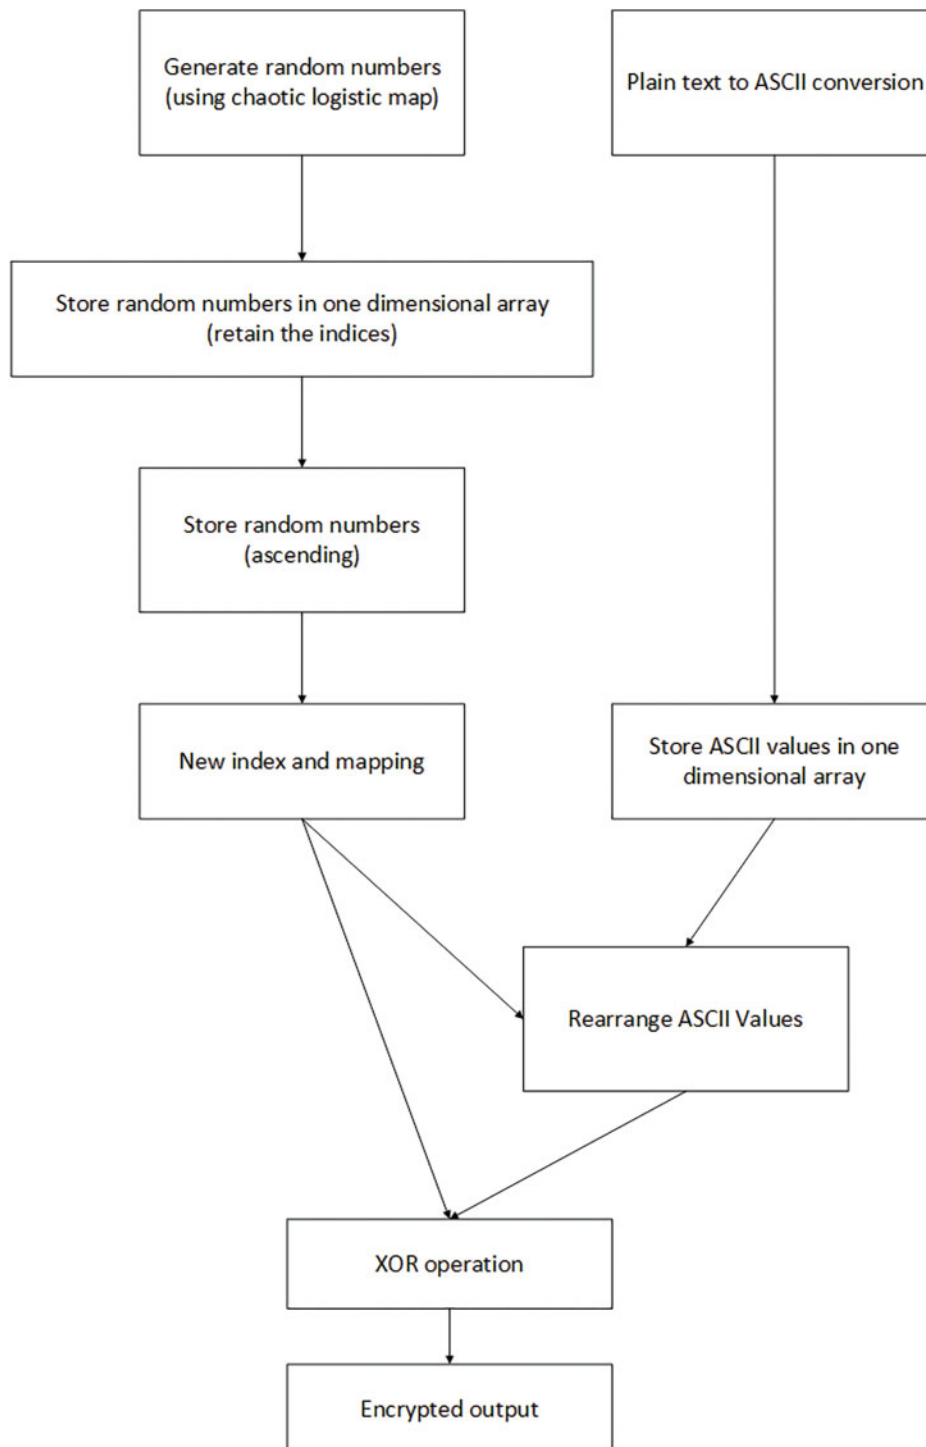 Generate random numbers
(using chaotic logistic map)
Plain text to ASCII conversion
Store random numbers in one dimensional array
(retain the indices)
Store random numbers
(ascending)
New index and mapping
Store ASCII values in one
dimensional array
Rearrange ASCII Values
XOR operation
Encrypted output